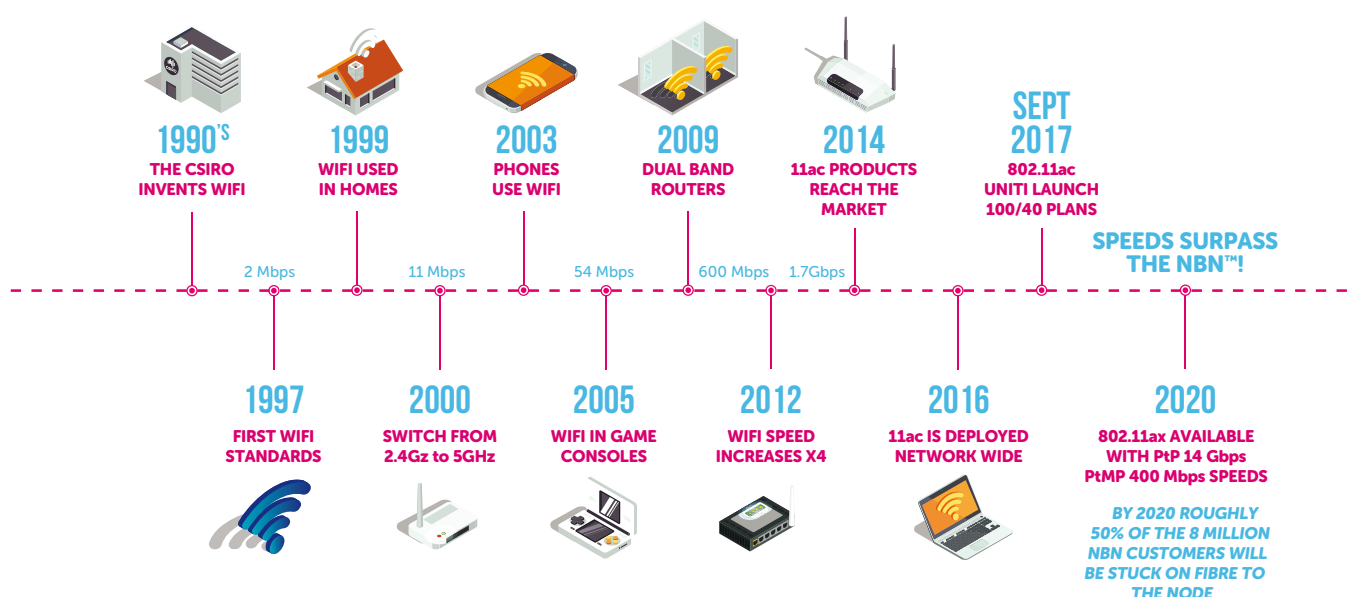 CSIRO
1990'S
THE CSIRO
INVENTS WIFI
1999
WIFI USED
IN HOMES
2003
PHONES
USE WIFI
2009
DUAL BAND
ROUTERS
2014
11ac PRODUCTS
REACH THE
MARKET
SEPT
2017
802.11ac
UNITI LAUNCH
100/40 PLANS
SPEEDS SURPASS
THE NBN™!
2 Mbps
11 Mbps
54 Mbps
600 Mbps
1.7Gbps
1997
FIRST WIFI
STANDARDS
2000
SWITCH FROM
2.4Gz to 5GHz
2005
WIFI IN GAME
CONSOLES
2012
WIFI SPEED
INCREASES X4
2016
11ac IS DEPLOYED
NETWORK WIDE
2020
802.11ax AVAILABLE
WITH PtP 14 Gbps
PtMP 400 Mbps SPEEDS
BY 2020 ROUGHLY
50% OF THE 8 MILLION
NBN CUSTOMERS WILL
BE STUCK ON FIBRE TO
THE NODE